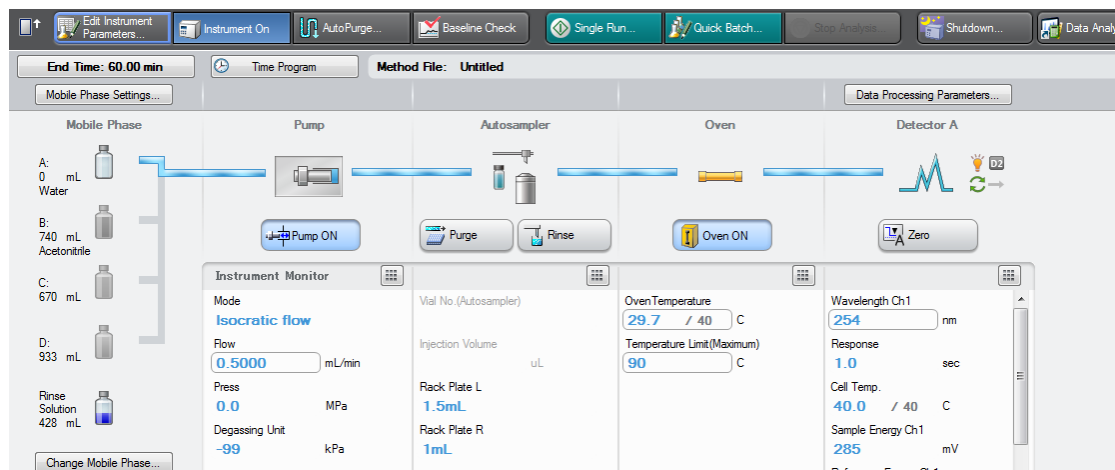 Edit Instrument
Parameters...
Instrument On
AutoPurge...
Baseline Check
Single Run...
Quick Batch...
Stop Analysis...
Shutdown...
Data Analy
End Time: 60.00 min
Time Program
Method File: Untitled
Mobile Phase Settings...
Data Processing Parameters...
Mobile Phase
Pump
Autosampler
Oven
Detector A
A:
0 mL
Water
D2
B:
740 mL
Acetonitrile
Pump ON
Purge
Rinse
Oven ON
Zero
C:
670 mL
Instrument Monitor
Mode
Isocratic flow
Vial No.(Autosampler)
OvenTemperature
29.7 / 40 C
Wavelength Ch1
254 nm
D:
933 mL
Flow
0.5000 mL/min
Injection Volume
uL
Temperature Limit(Maximum)
90 C
Response
1.0 sec
Rinse
Solution
428 mL
Press
0.0 MPa
Rack Plate L
1.5mL
Cell Temp.
40.0 / 40 C
Degassing Unit
-99 kPa
Rack Plate R
1mL
Sample Energy Ch1
285 mV
Change Mobile Phase...